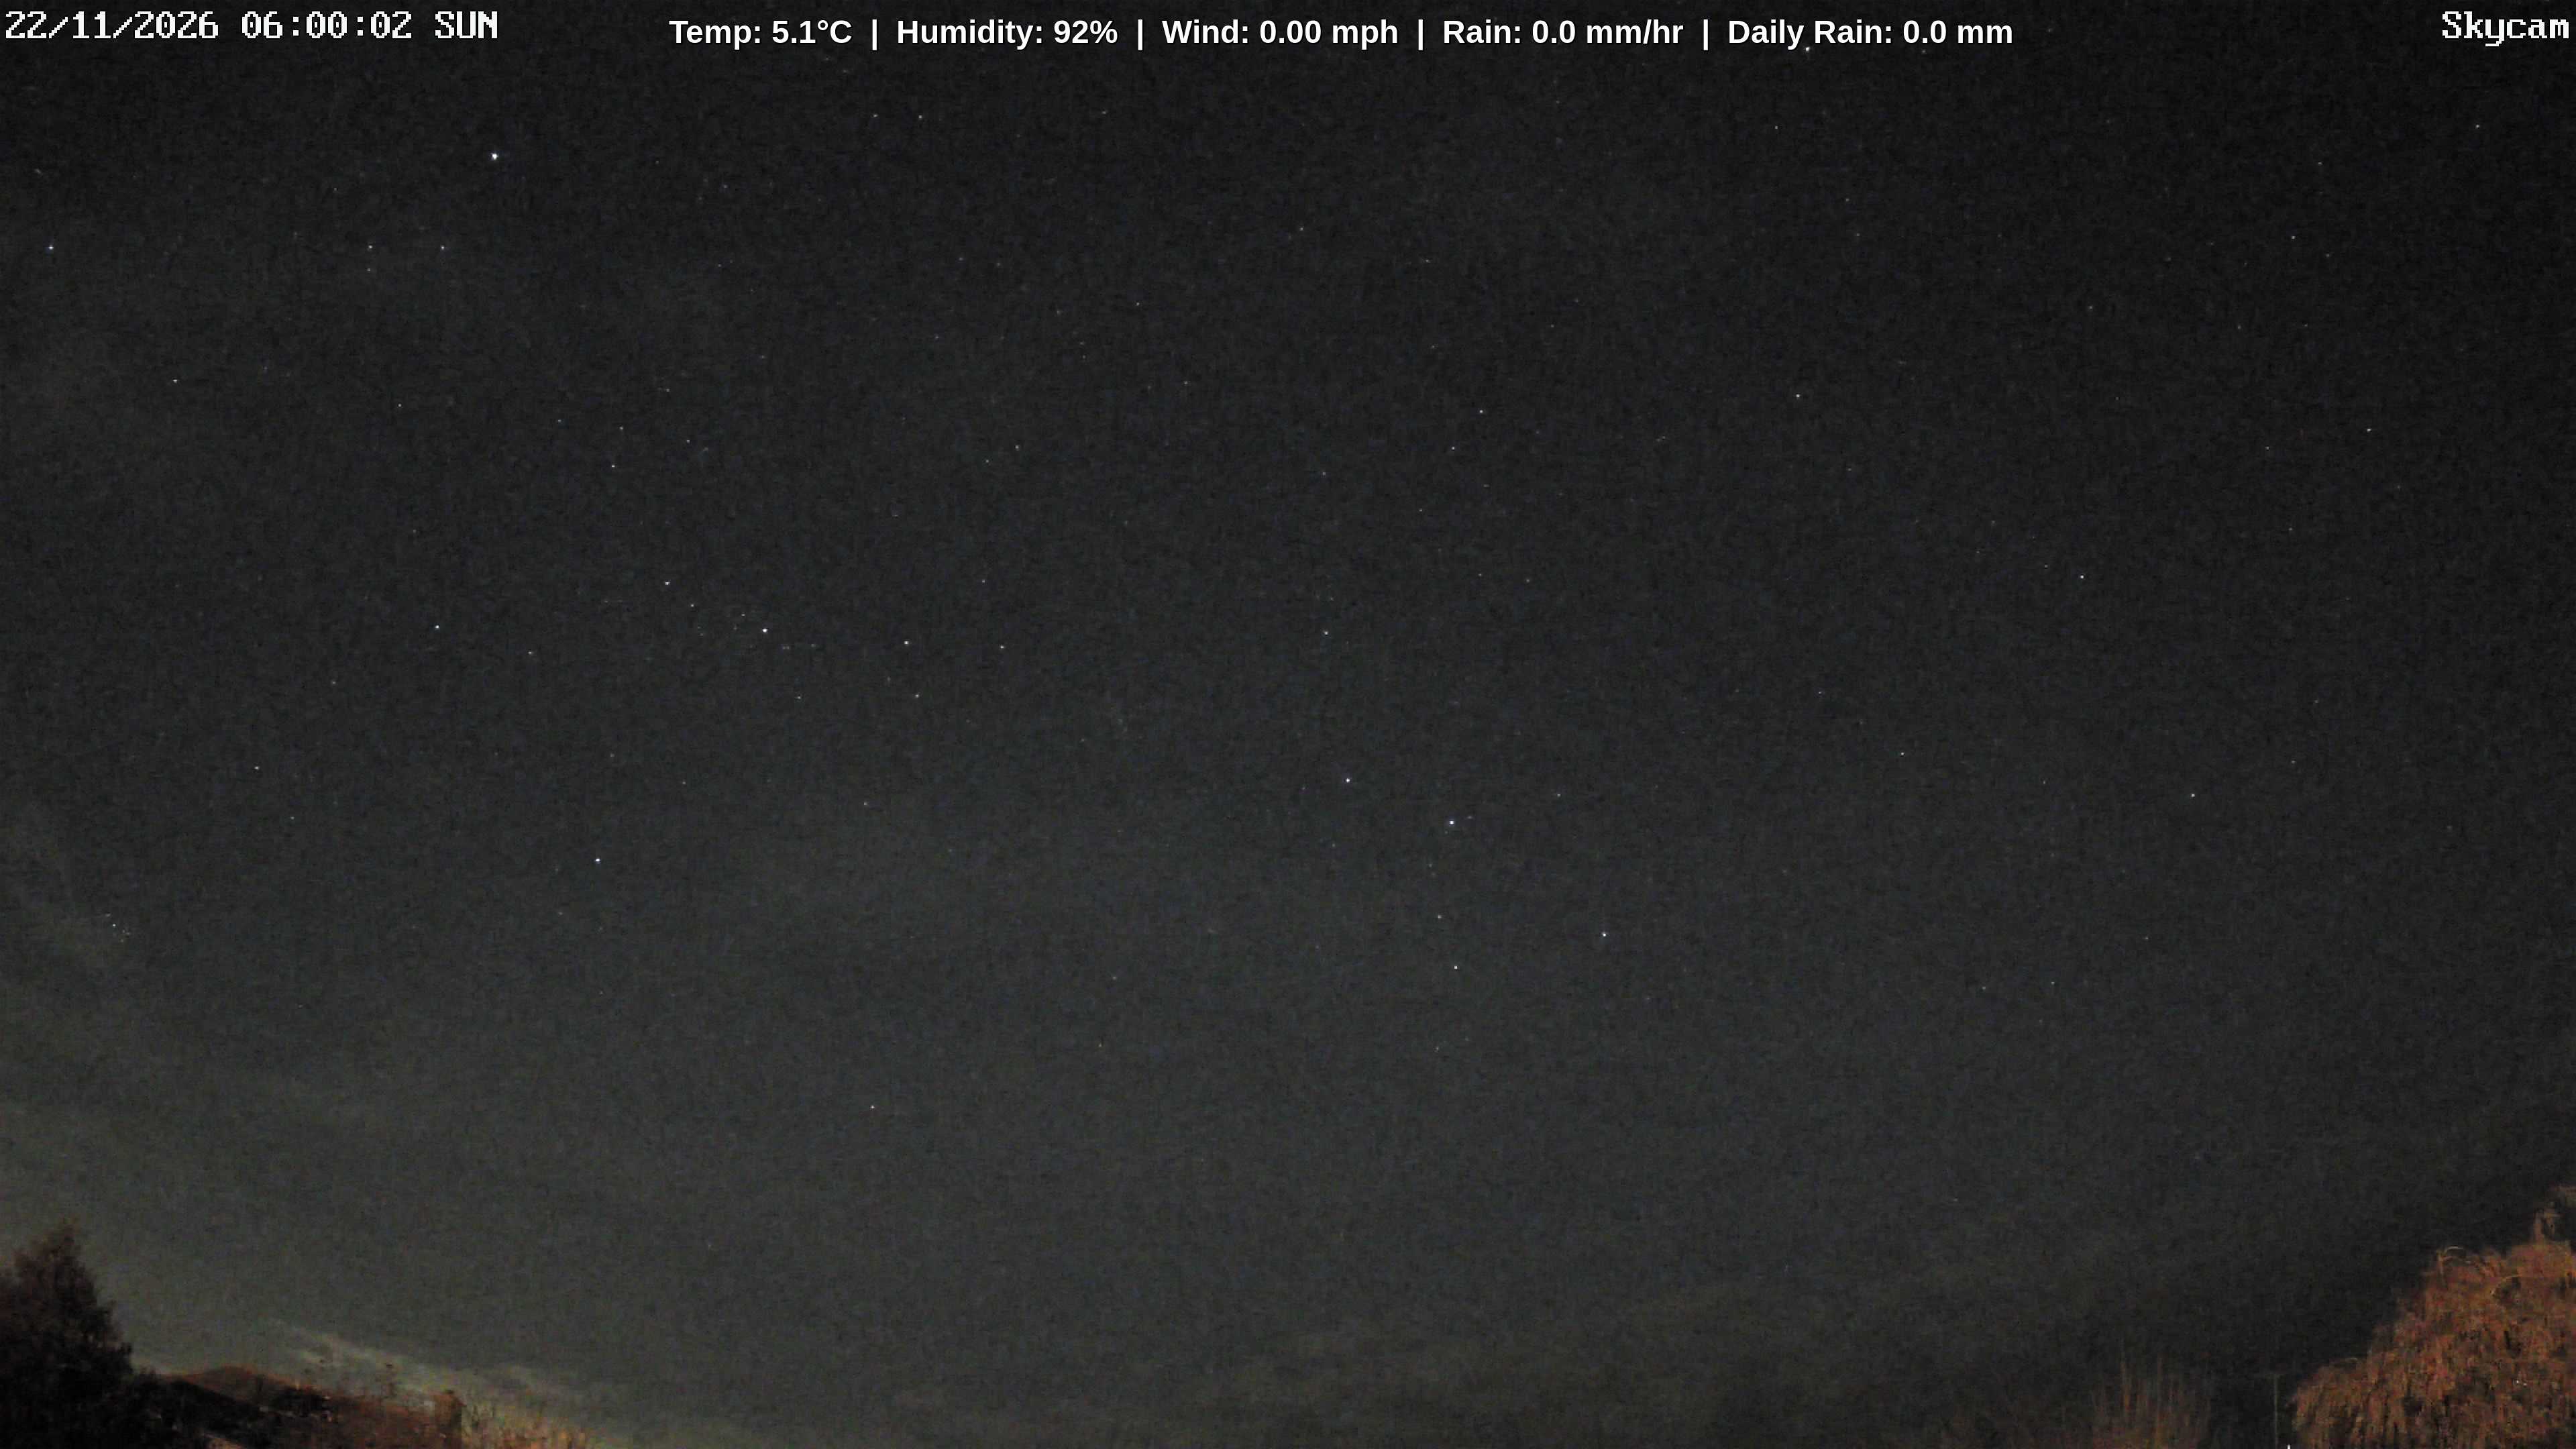 22/11/2026 06:00:02 SUN
Temp: 5.1°C | Humidity: 92% | Wind: 0.00 mph | Rain: 0.0 mm/hr | Daily Rain: 0.0 mm
Skycam